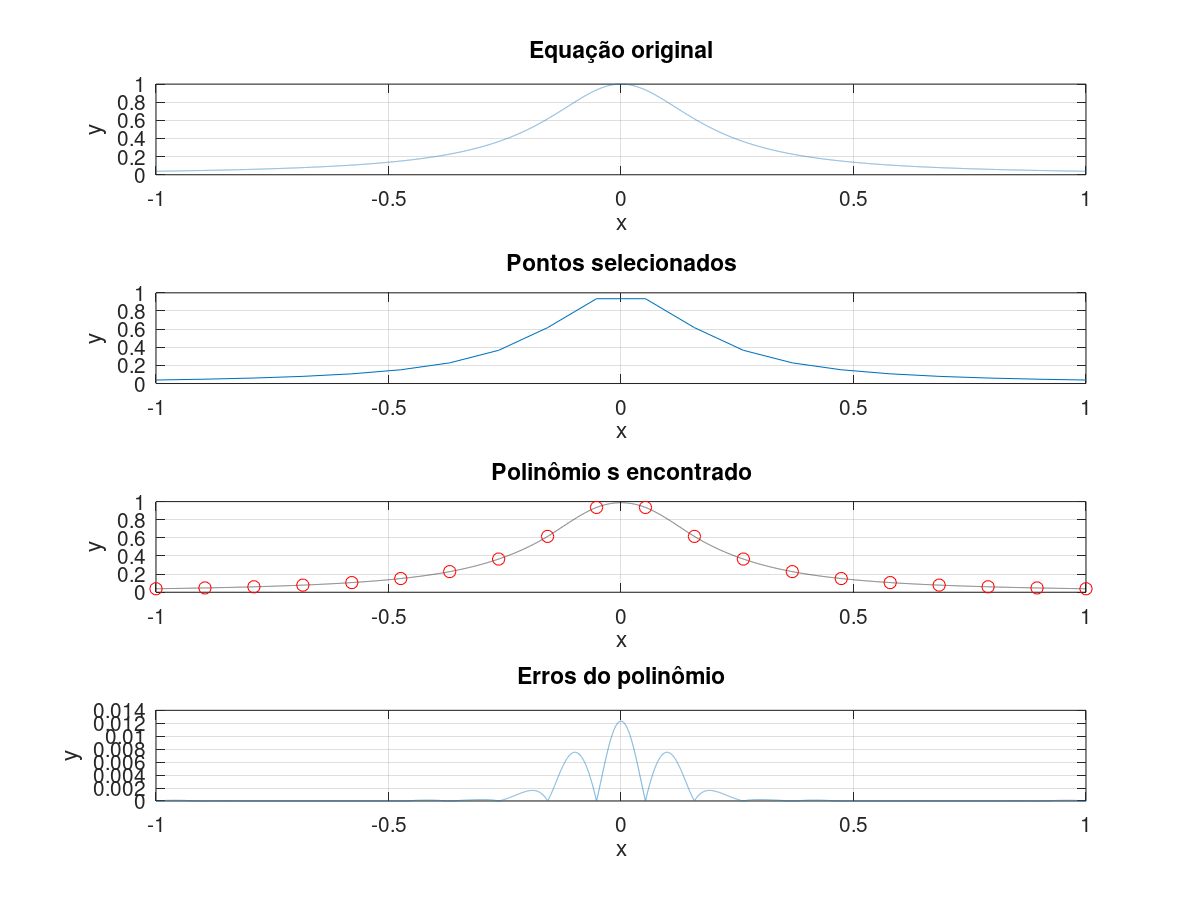 Equação original
1
0.8
0.6
0.4
0.2
0
y
-1 -0.5 0 0.5 1
x
Pontos selecionados
1
0.8
0.6
0.4
0.2
0
y
-1 -0.5 0 0.5 1
x
Polinômio s encontrado
1
0.8
0.6
0.4
0.2
0
y
-1 -0.5 0 0.5 1
x
Erros do polinômio
0.014
0.012
0.01
0.008
0.006
0.004
0.002
0
y
-1 -0.5 0 0.5 1
x